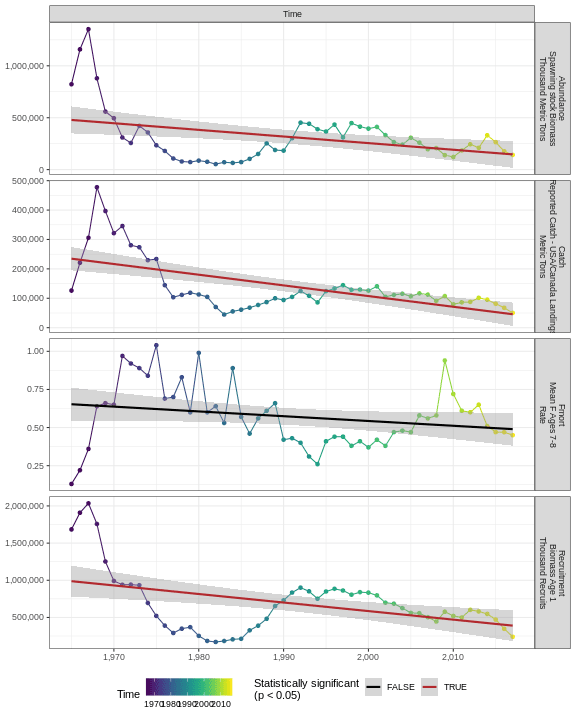 Time
1,000,000
500,000
0
Abundance
Spawning stock Biomass
Thousand Metric Tons
500,000
400,000
300,000
200,000
100,000
0
Catch
Reported Catch - USA/Canada Landing
Metric Tons
1.00
0.75
0.50
0.25
Fmort
Mean F Ages 7-8
Rate
2,000,000
1,500,000
1,000,000
500,000
Recruitment
Biomass Age 1
Thousand Recruits
1,970 1,980 1,990 2,000 2,010
Time
1970 1980 1990 2000 2010
Statistically significant
(p < 0.05)
FALSE TRUE